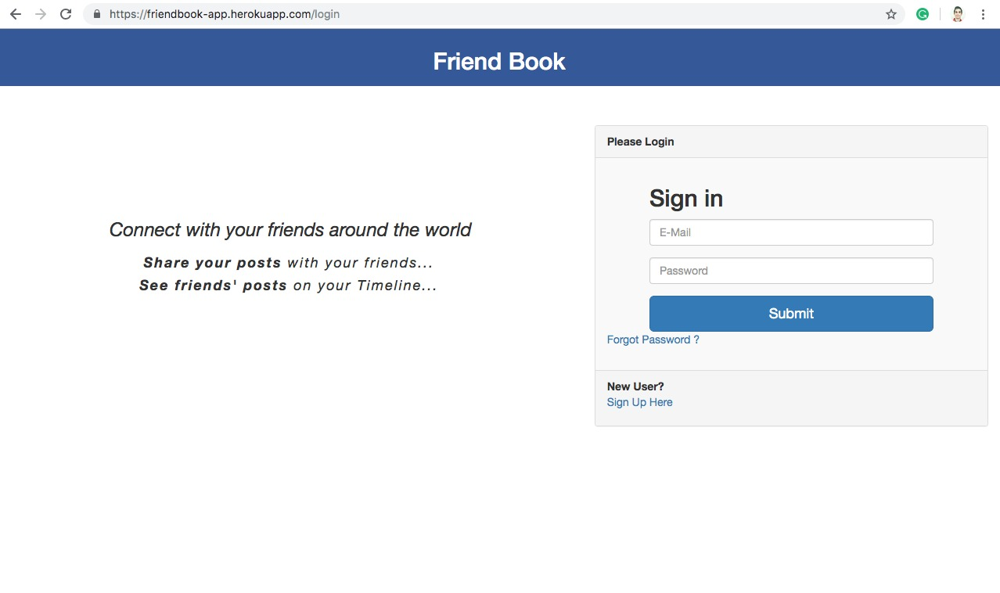 https://friendbook-app.herokuapp.com/login
Friend Book
Connect with your friends around the world
Share your posts with your friends...
See friends' posts on your Timeline...
Please Login
Sign in
E-Mail
Password
Submit
Forgot Password ?
New User?
Sign Up Here